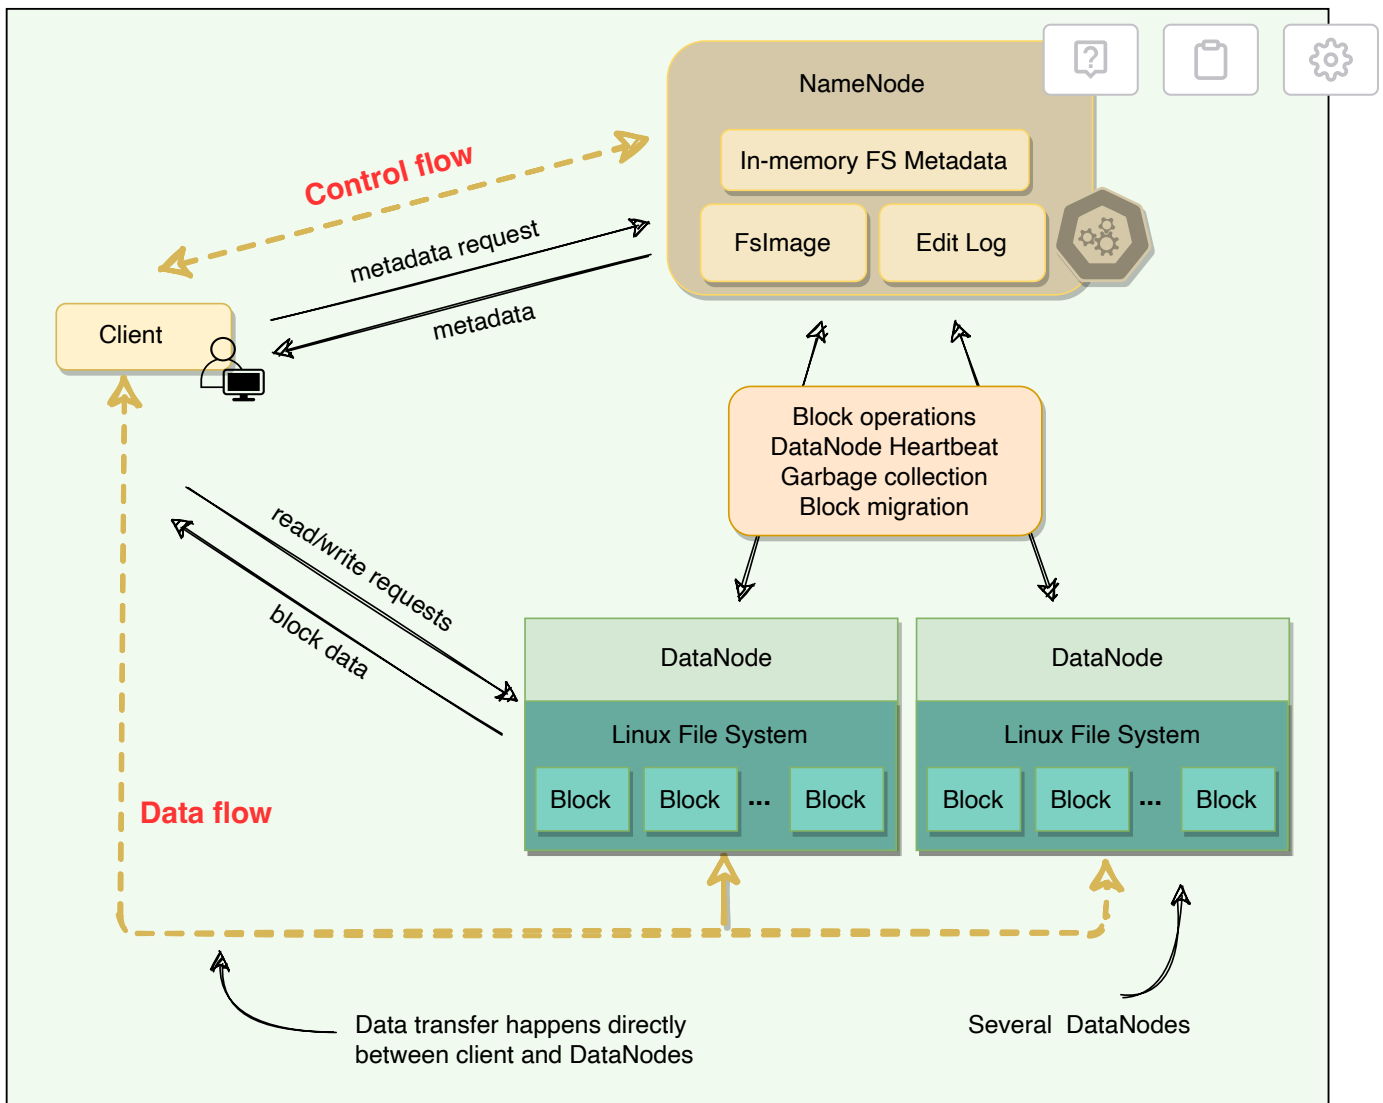 NameNode
In-memory FS Metadata
FsImage
Edit Log
Control flow
metadata request
metadata
Client
Block operations
DataNode Heartbeat
Garbage collection
Block migration
read/write requests
block data
DataNode
Linux File System
Block
Block
...
Block
DataNode
Linux File System
Block
Block
...
Block
Data flow
Data transfer happens directly
between client and DataNodes
Several DataNodes
?